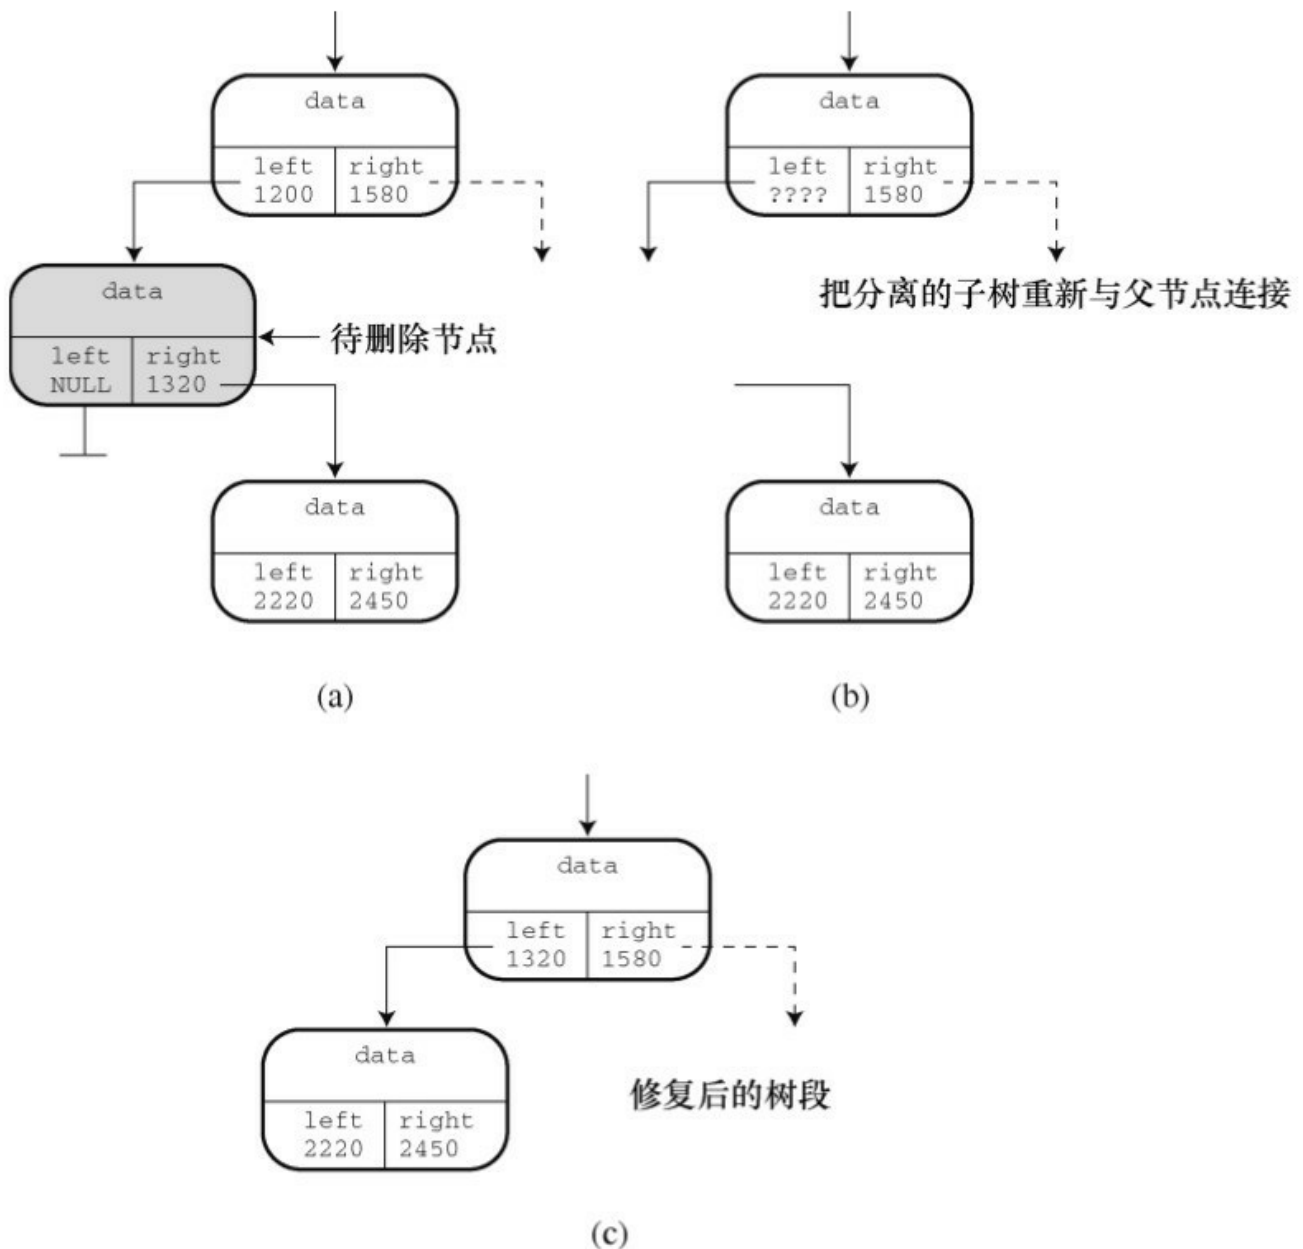 data
left right
1200 1580
data
left right
NULL 1320
待删除节点
data
left right
2220 2450
(a)
data
left right
???? 1580
把分离的子树重新与父节点连接
data
left right
2220 2450
(b)
data
left right
1320 1580
data
left right
2220 2450
修复后的树段
(c)